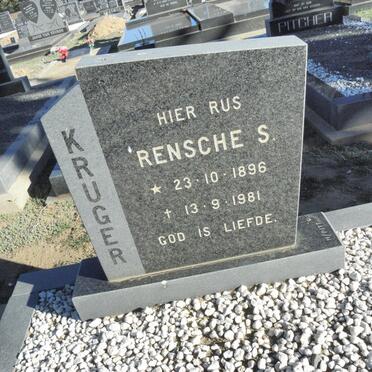 PITCHER
KRUGER
HIER RUS
RENSCHE S.
★ 23·10·1896
† 13·9·1981
GOD IS LIEFDE.